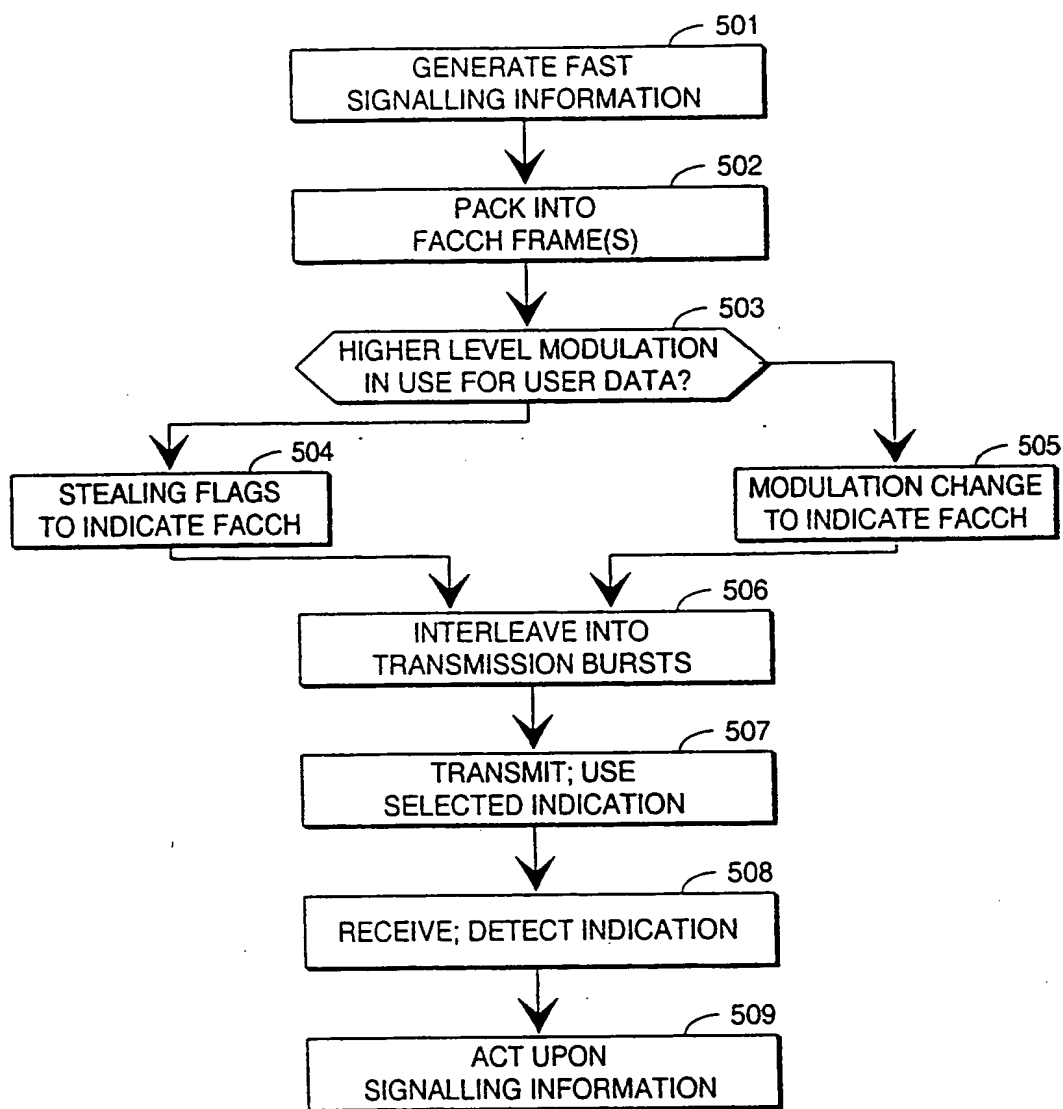 501
GENERATE FAST
SIGNALLING INFORMATION
502
PACK INTO
FACCH FRAME(S)
503
HIGHER LEVEL MODULATION
IN USE FOR USER DATA?
504
STEALING FLAGS
TO INDICATE FACCH
505
MODULATION CHANGE
TO INDICATE FACCH
506
INTERLEAVE INTO
TRANSMISSION BURSTS
507
TRANSMIT; USE
SELECTED INDICATION
508
RECEIVE; DETECT INDICATION
509
ACT UPON
SIGNALLING INFORMATION